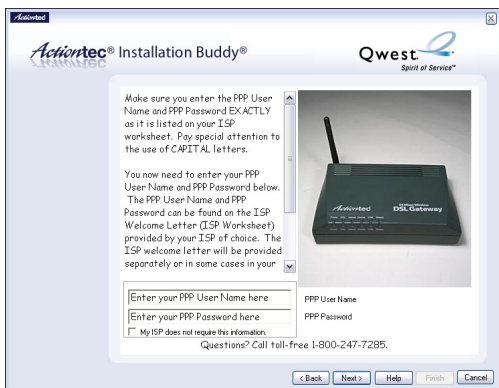 Actiontec
Actiontec® Installation Buddy®
Qwest.
Spirit of Service™
Make sure you enter the PPP User
Name and PPP Password EXACTLY
as it is listed on your ISP
worksheet. Pay special attention to
the use of CAPITAL letters.
You now need to enter your PPP
User Name and PPP Password below.
The PPP User Name and PPP
Password can be found on the ISP
Welcome Letter (ISP Worksheet)
provided by your ISP of choice. The
ISP welcome letter will be provided
separately or in some cases in your
Actiontec
DSL Gateway
Enter your PPP User Name here
PPP User Name
Enter your PPP Password here
PPP Password
My ISP does not require this information.
Questions? Call toll-free 1-800-247-7285.
< Back
Next >
Help
Finish
Cancel